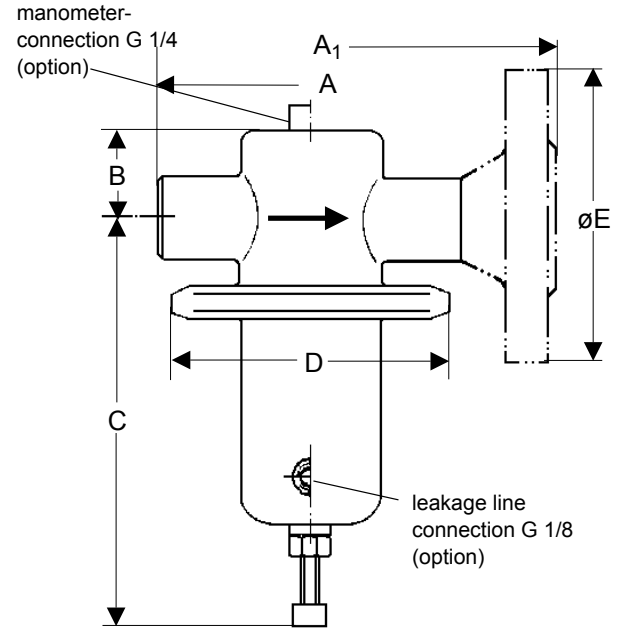 manometer-
connection G 1/4
(option)
A₁
A
B
øE
D
C
leakage line
connection G 1/8
(option)